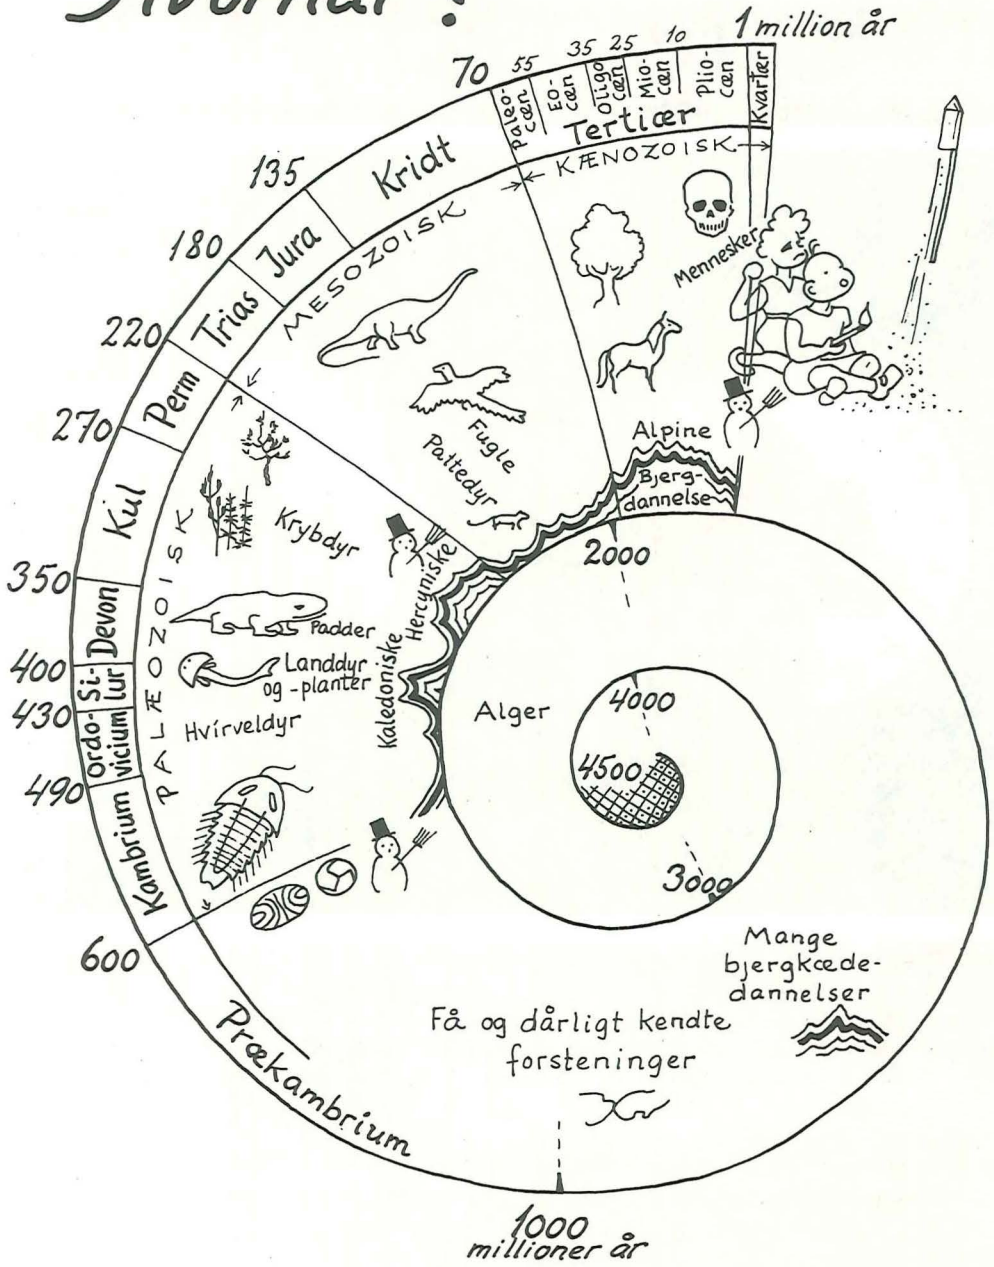 Hvornår?
1 million år
10
25
35
55
70
135
180
220
270
350
400
430
490
600
Kvartær
Plio-
cæn
Mio-
cæn
Oligo
cæn
Eo-
cæn
Paleo-
cæn
Tertiær
KÆNOZOISK
Kridt
Jura
Trias
MESOZOISK
Perm
Kul
Devon
Si-
lur
Ordo-
vicium
Kambrium
PALÆOZOISK
Prækambrium
Mennesker
Fugle
Pattedyr
Krybdyr
Padder
Landdyr
og -planter
Hvirveldyr
Alpine
Bjerg-
dannelse
Hercyniske
Kaledoniske
2000
Alger
4000
4500
3000
Mange
bjergkæde-
dannelser
Få og dårligt kendte
forsteninger
1000
millioner år